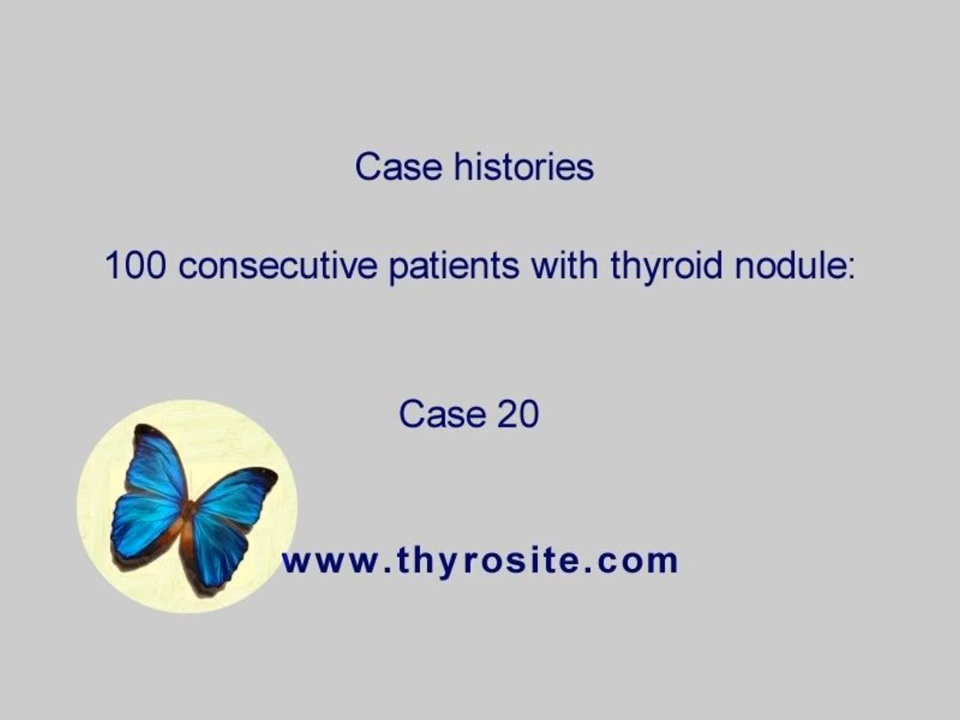 Case histories
100 consecutive patients with thyroid nodule:
Case 20
www.thyrosite.com